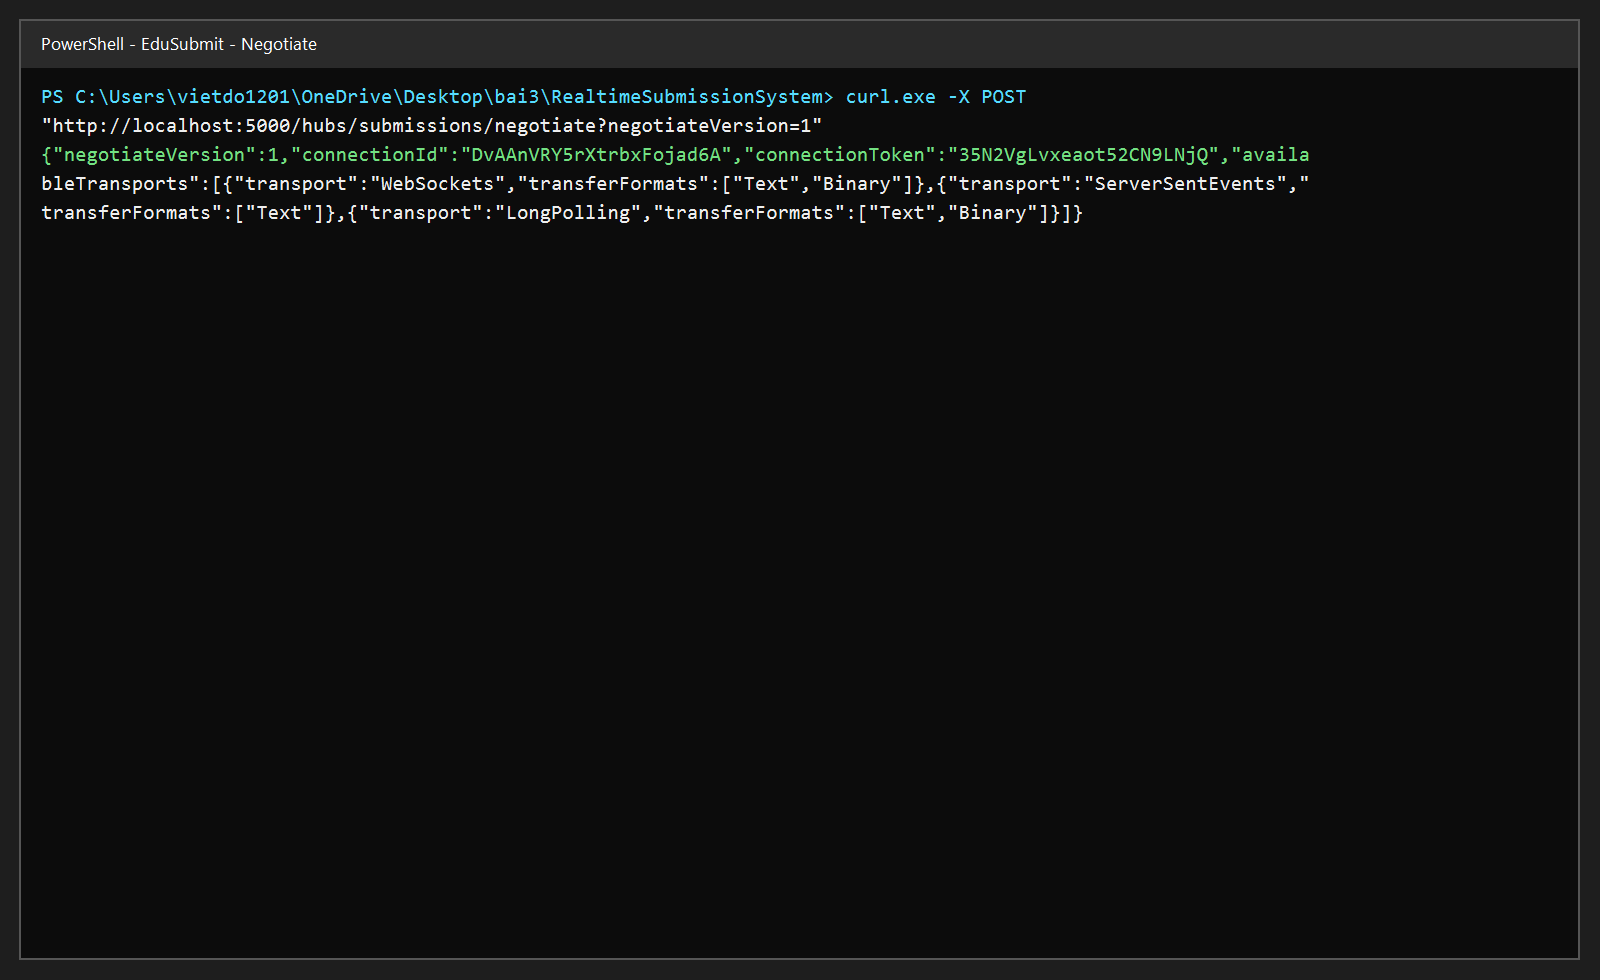 PowerShell - EduSubmit - Negotiate
PS C:\Users\vietdo1201\OneDrive\Desktop\bai3\RealtimeSubmissionSystem> curl.exe -X POST
"http://localhost:5000/hubs/submissions/negotiate?negotiateVersion=1"
{"negotiateVersion":1,"connectionId":"DvAAnVRY5rXtrbxFojad6A","connectionToken":"35N2VgLvxeaot52CN9LNjQ","availa
bleTransports":[{"transport":"WebSockets","transferFormats":["Text","Binary"]},{"transport":"ServerSentEvents","
transferFormats":["Text"]},{"transport":"LongPolling","transferFormats":["Text","Binary"]}]}